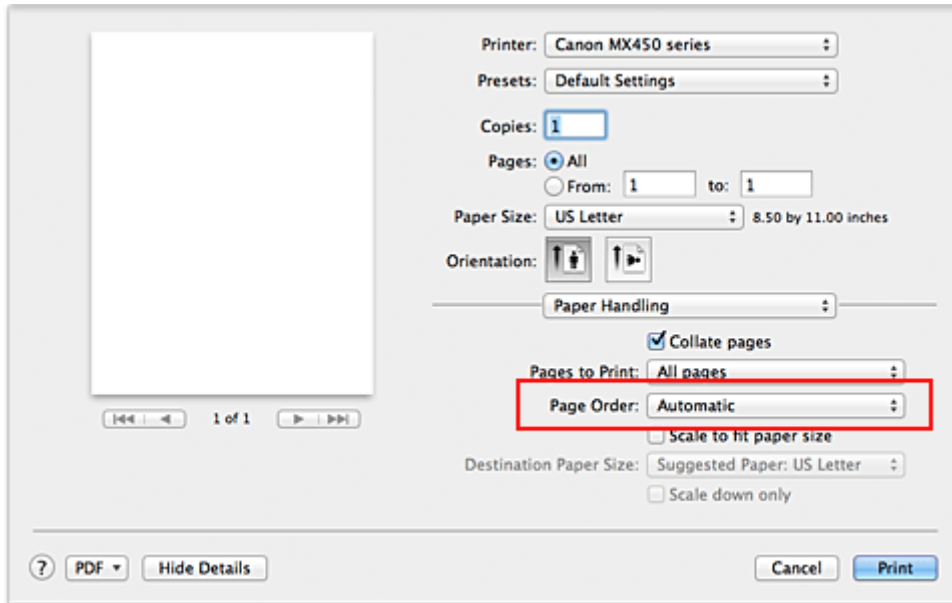 Printer: Canon MX450 series
Presets: Default Settings
Copies: 1
Pages: All
From: 1 to: 1
Paper Size: US Letter 8.50 by 11.00 inches
Orientation:
Paper Handling
Collate pages
Pages to Print: All pages
Page Order: Automatic
Scale to fit paper size
Destination Paper Size: Suggested Paper: US Letter
Scale down only
1 of 1
? PDF Hide Details Cancel Print